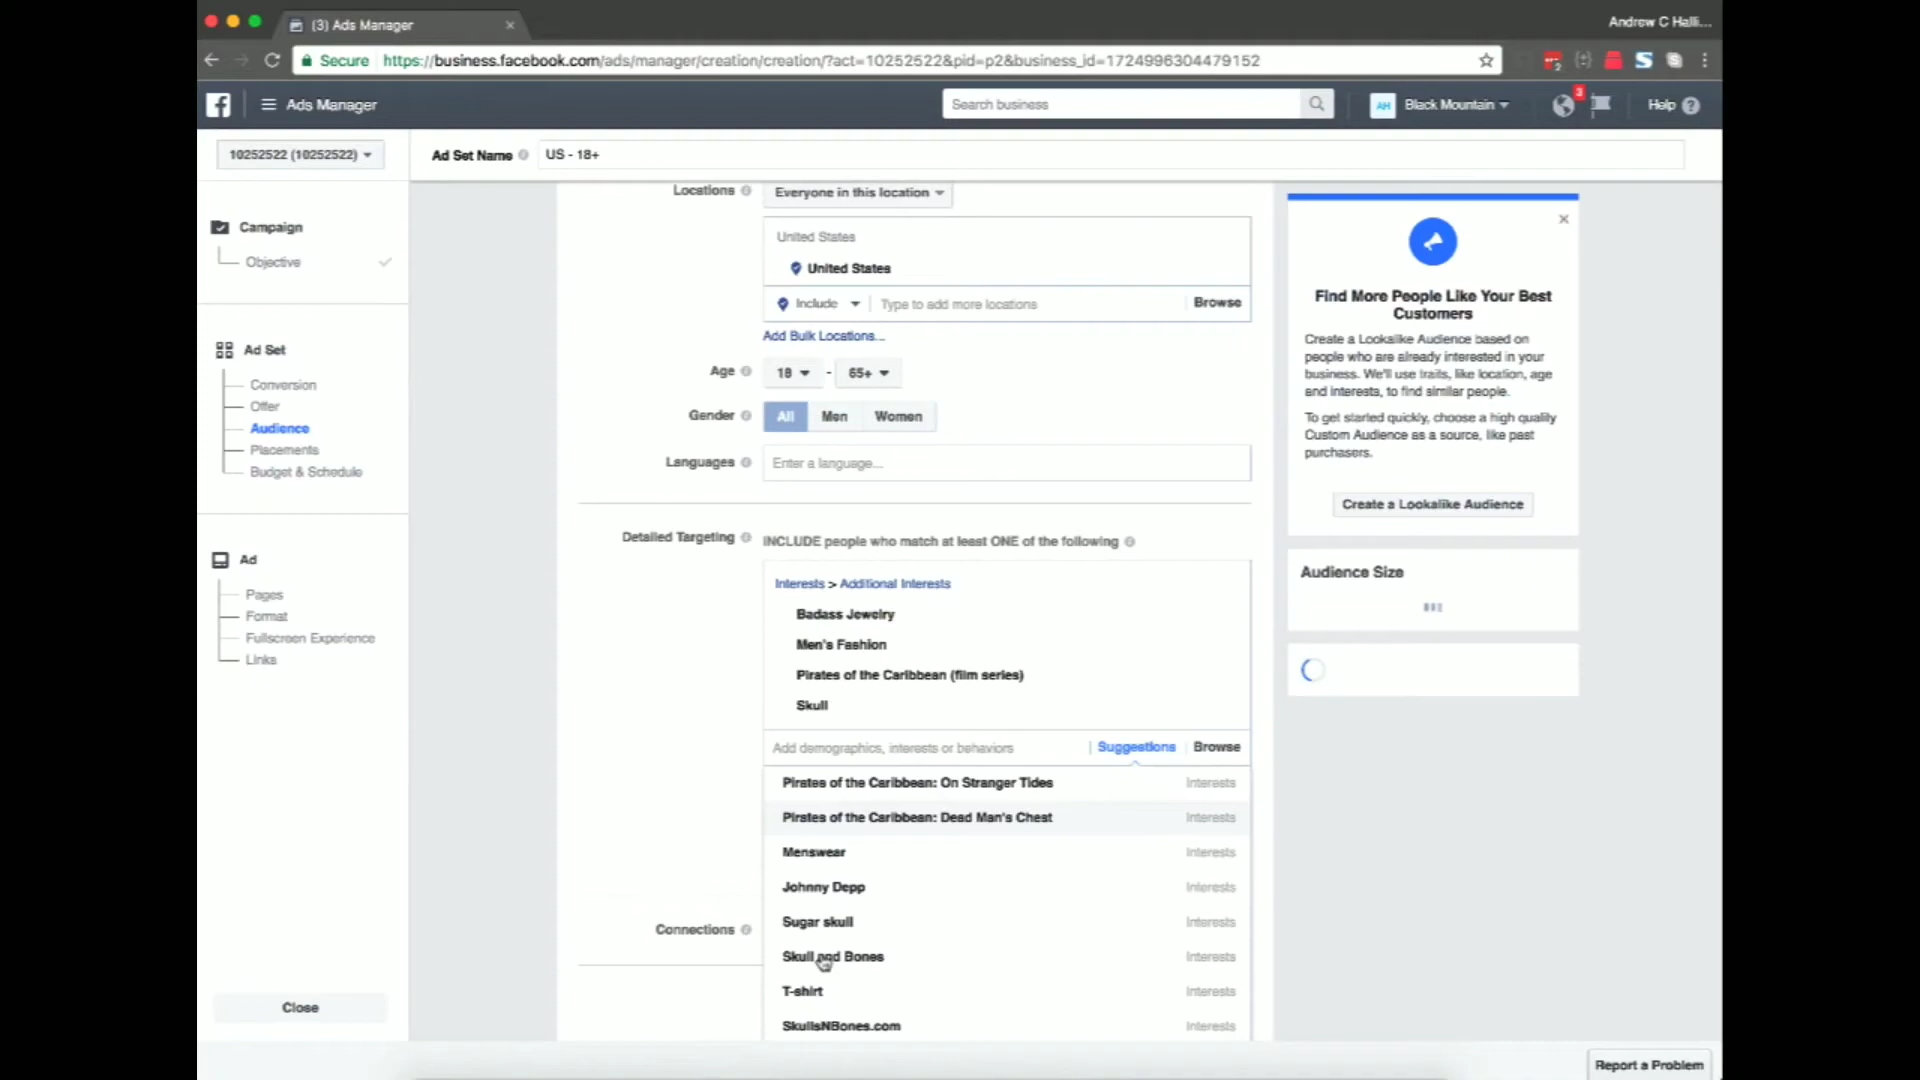 (3) Ads Manager
Andrew C Halli...
Secure https://business.facebook.com/ads/manager/creation/creation/?act=10252522&pid=p2&business_id=1724996304479152
Ads Manager
Search business
AH Black Mountain
3
Help
10252522 (10252522)
Ad Set Name
US - 18+
Campaign
Objective
Ad Set
Conversion
Offer
Audience
Placements
Budget & Schedule
Ad
Pages
Format
Fullscreen Experience
Links
Close
Locations
Everyone in this location
United States
United States
Include
Type to add more locations
Browse
Add Bulk Locations...
Age
18 - 65+
Gender
All Men Women
Languages
Enter a language...
Detailed Targeting
INCLUDE people who match at least ONE of the following
Interests > Additional Interests
Badass Jewelry
Men's Fashion
Pirates of the Caribbean (film series)
Skull
Add demographics, interests or behaviors
Suggestions
Browse
Pirates of the Caribbean: On Stranger Tides Interests
Pirates of the Caribbean: Dead Man's Chest Interests
Menswear Interests
Johnny Depp Interests
Sugar skull Interests
Skull and Bones Interests
T-shirt Interests
SkullsNBones.com Interests
Connections
Find More People Like Your Best
Customers
Create a Lookalike Audience based on
people who are already interested in your
business. We'll use traits, like location, age
and interests, to find similar people.
To get started quickly, choose a high quality
Custom Audience as a source, like past
purchasers.
Create a Lookalike Audience
Audience Size
Report a Problem